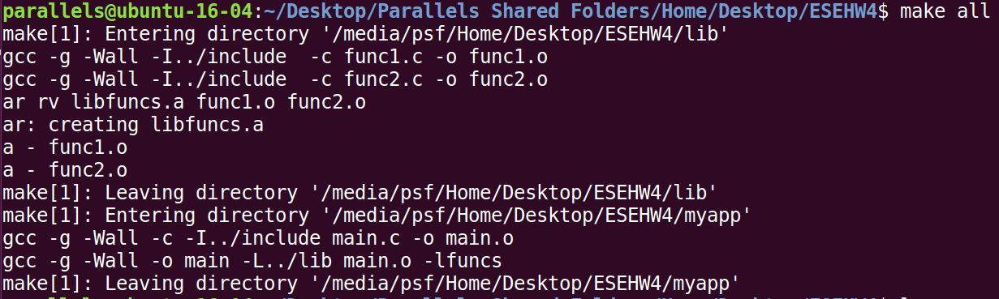 parallels@ubuntu-16-04:~/Desktop/Parallels Shared Folders/Home/Desktop/ESEHW4$ make all
make[1]: Entering directory '/media/psf/Home/Desktop/ESEHW4/lib'
gcc -g -Wall -I../include  -c func1.c -o func1.o
gcc -g -Wall -I../include  -c func2.c -o func2.o
ar rv libfuncs.a func1.o func2.o
ar: creating libfuncs.a
a - func1.o
a - func2.o
make[1]: Leaving directory '/media/psf/Home/Desktop/ESEHW4/lib'
make[1]: Entering directory '/media/psf/Home/Desktop/ESEHW4/myapp'
gcc -g -Wall -c -I../include main.c -o main.o
gcc -g -Wall -o main -L../lib main.o -lfuncs
make[1]: Leaving directory '/media/psf/Home/Desktop/ESEHW4/myapp'